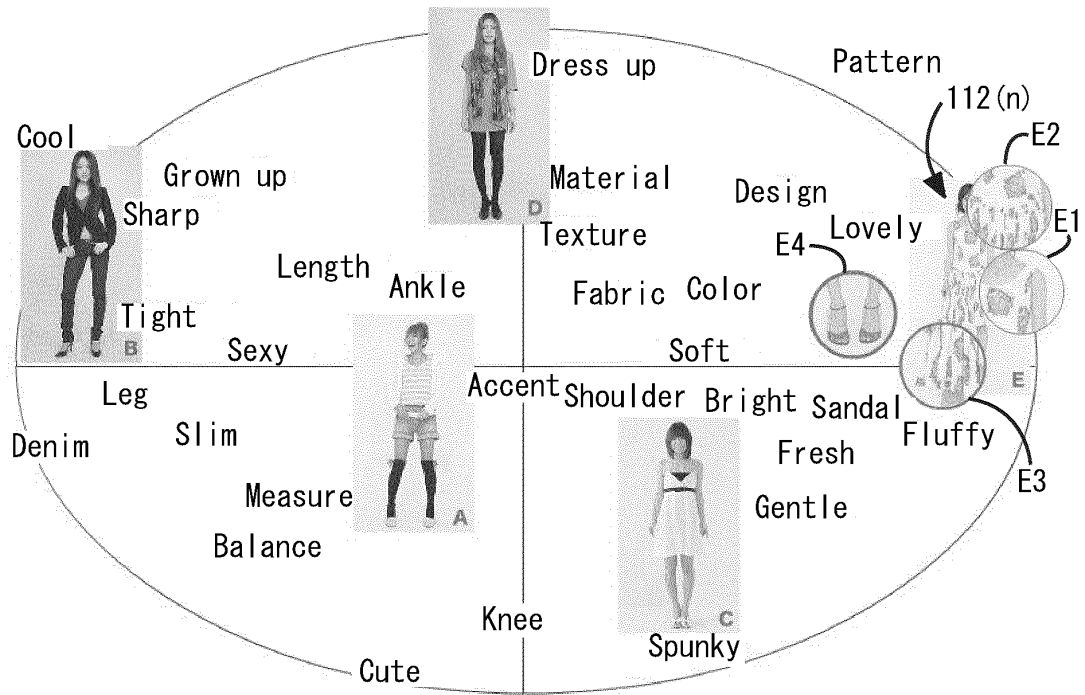 Dress up
Pattern
112(n)
E2
Cool
Grown up
Material
Design
Sharp
D
E1
Lovely
Texture
E4
Length
Ankle
Fabric
Color
Tight
B
Sexy
Soft
E
Leg
Accent
Shoulder
Bright
Sandal
Denim
Slim
Fluffy
Fresh
E3
Measure
A
Gentle
Balance
Knee
C
Spunky
Cute